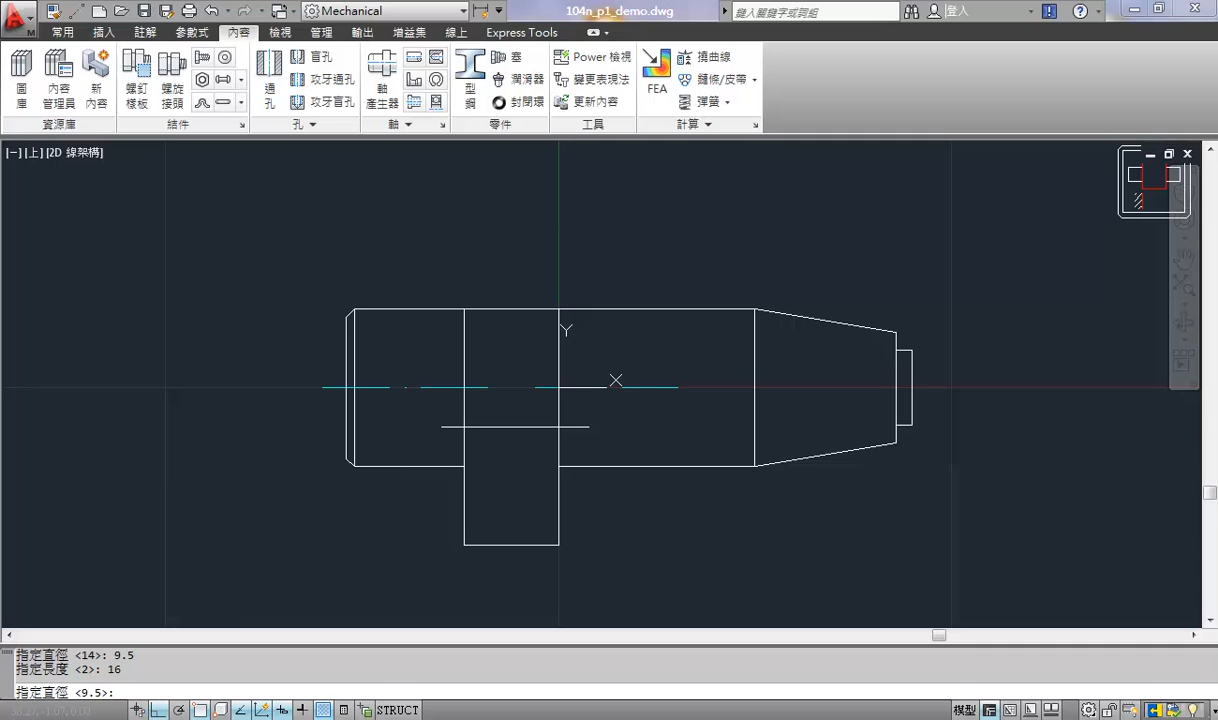 Mechanical
104n_p1_demo.dwg
鍵入關鍵字或詞組
登入
常用 插入 註解 參數式 內容 檢視 管理 輸出 增益集 線上 Express Tools
圖庫
內容管理員
新內容
資源庫
螺釘樣板
螺旋接頭
結件
通孔
盲孔
攻牙通孔
攻牙盲孔
孔
軸產生器
軸
型鋼
塞
潤滑器
封閉環
零件
Power 檢視
變更表現法
更新內容
工具
FEA
撓曲線
鏈條/皮帶
彈簧
計算
[−][上][2D 線架構]
Y
X
指定直徑 <14>: 9.5
指定長度 <2>: 16
指定直徑 <9.5>:
STRUCT
模型